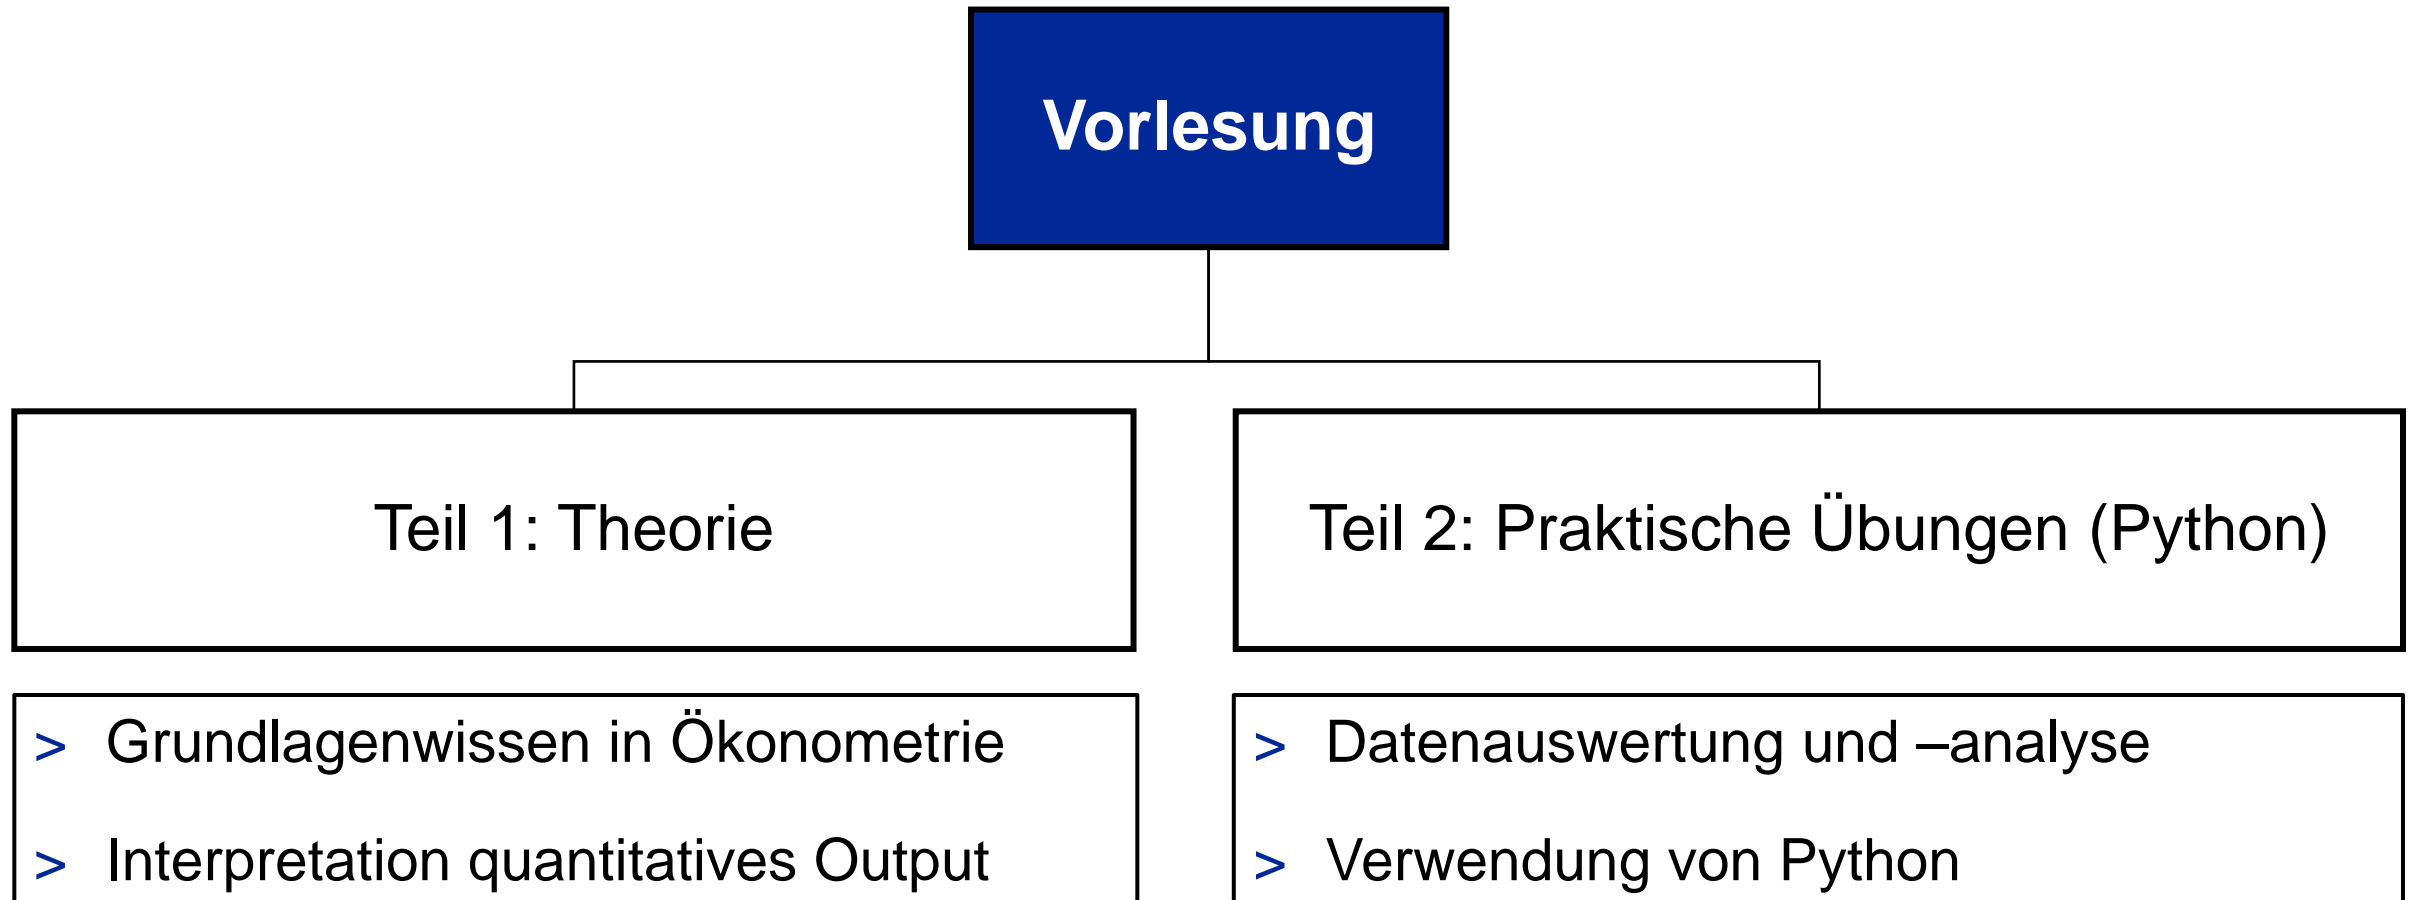 Vorlesung
Teil 1: Theorie
Teil 2: Praktische Übungen (Python)
> Grundlagenwissen in Ökonometrie
> Interpretation quantitatives Output
> Datenauswertung und –analyse
> Verwendung von Python